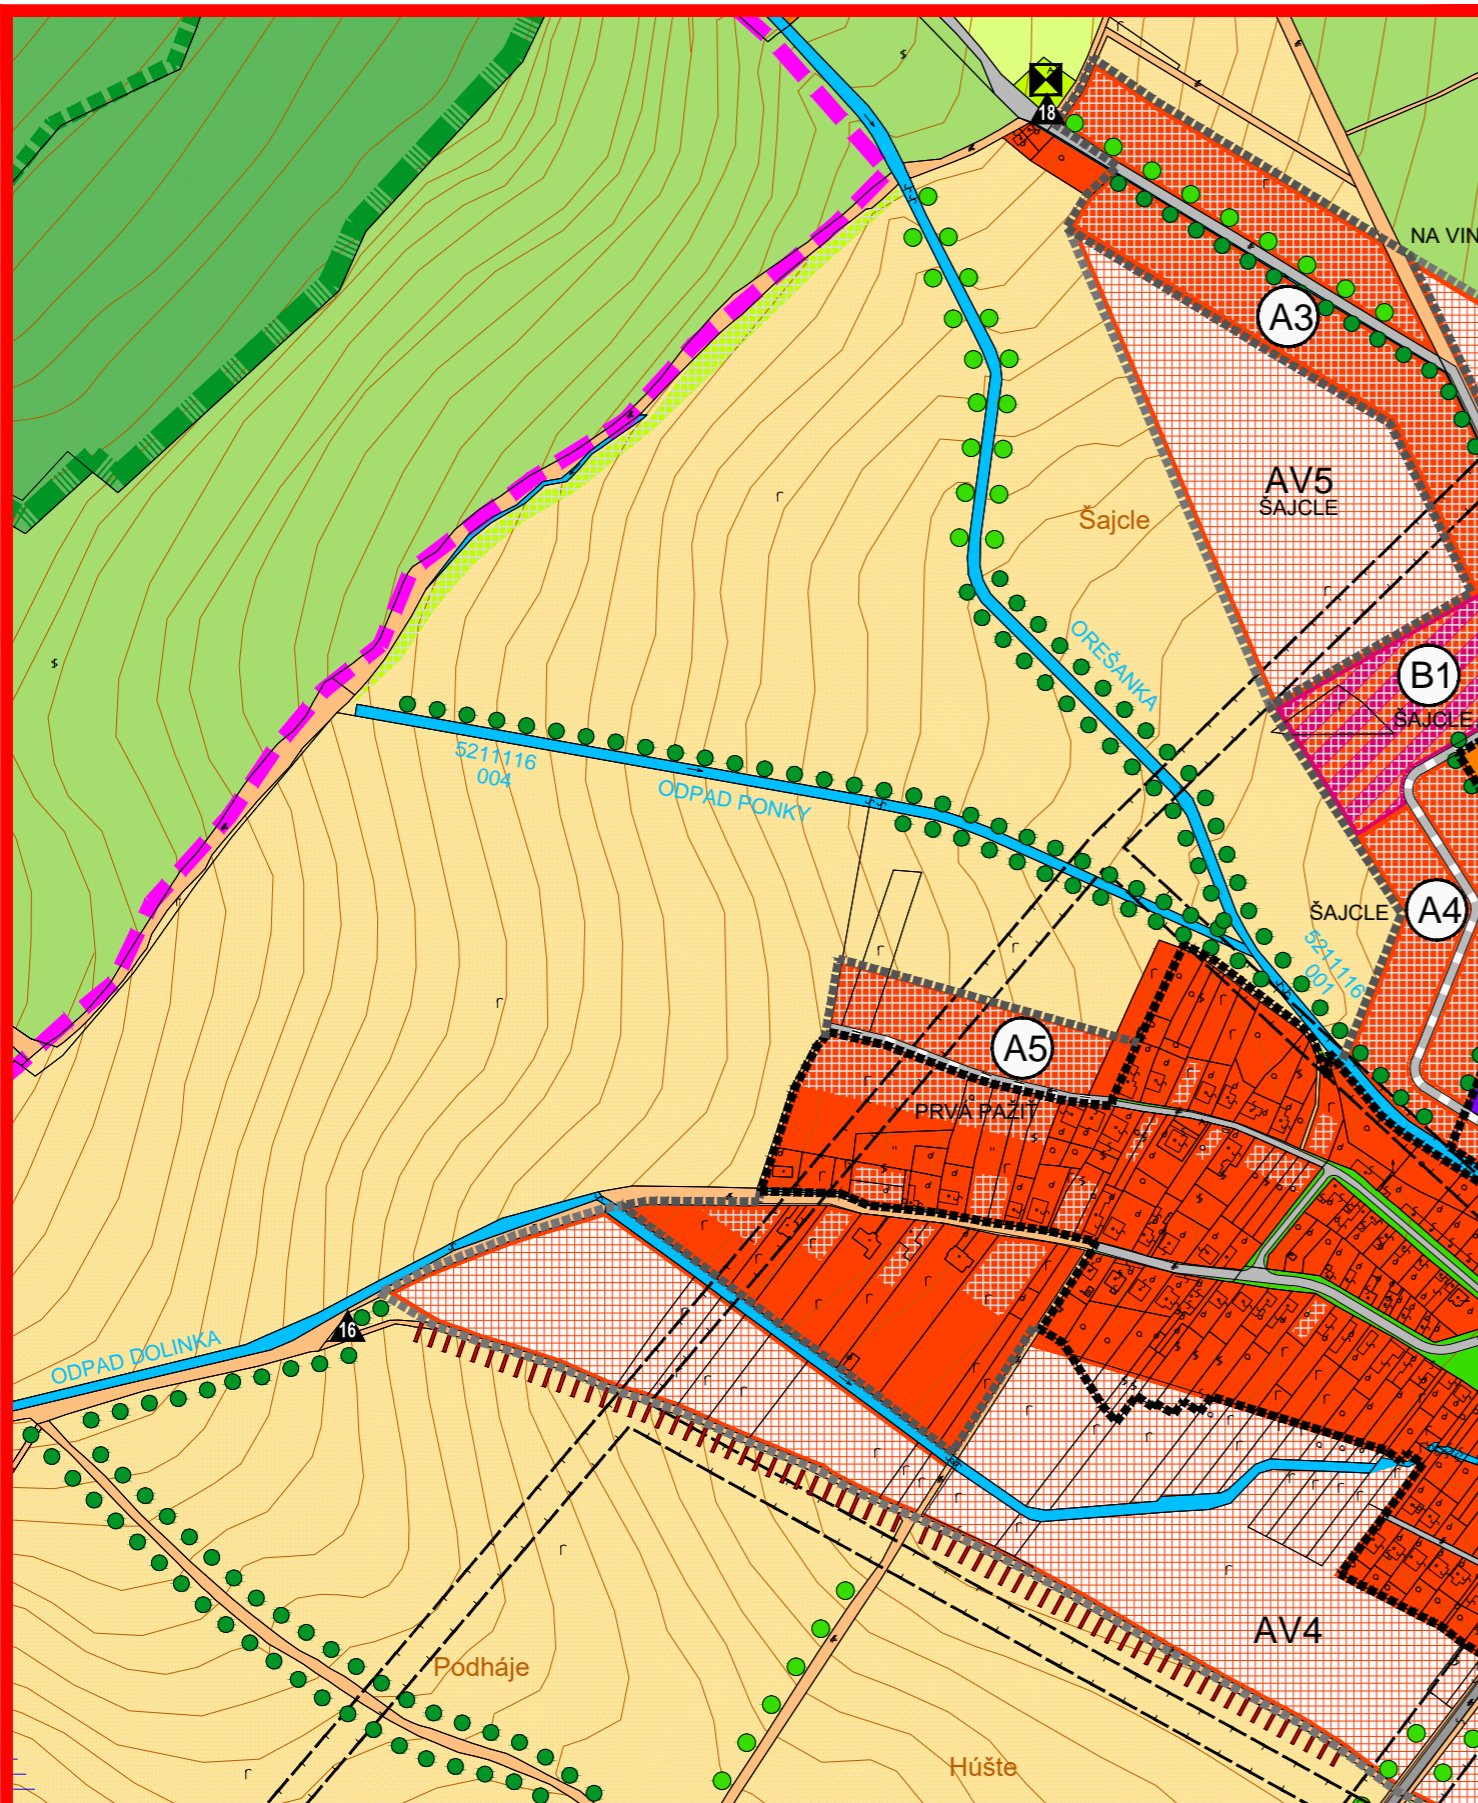 18
NA VIN
A3
AV5
ŠAJCLE
Šajcle
OREŠANKA
B1
ŠAJCLE
5211116
004
ODPAD PONKY
ŠAJCLE
A4
5211116
001
A5
PRVÁ PAŽIŤ
16
ODPAD DOLINKA
AV4
Podháje
Húšte